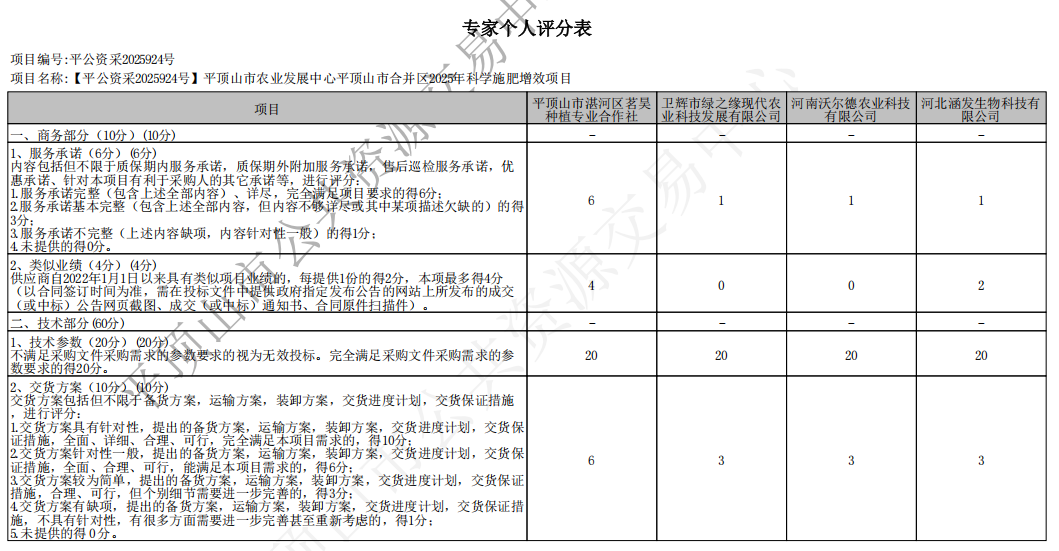 专家个人评分表
项目编号:平公资采2025924号
项目名称:【平公资采2025924号】平顶山市农业发展中心平顶山市合并区2025年科学施肥增效项目
项目 平顶山市湛河区茗昊种植专业合作社 卫辉市绿之缘现代农业科技发展有限公司 河南沃尔德农业科技有限公司 河北涵发生物科技有限公司
一、商务部分（10分）(10分) - - - -
1、服务承诺（6分）(6分)
内容包括但不限于质保期内服务承诺，质保期外附加服务承诺，售后巡检服务承诺，优
惠承诺、针对本项目有利于采购人的其它承诺等，进行评分：
1.服务承诺完整（包含上述全部内容）、详尽，完全满足项目要求的得6分；
2.服务承诺基本完整（包含上述全部内容，但内容不够详尽或其中某项描述欠缺的）的得
3分；
3.服务承诺不完整（上述内容缺项，内容针对性一般）的得1分；
4.未提供的得0分。
6 1 1 1
2、类似业绩（4分）(4分)
供应商自2022年1月1日以来具有类似项目业绩的，每提供1份的得2分，本项最多得4分
（以合同签订时间为准，需在投标文件中提供政府指定发布公告的网站上所发布的成交
（或中标）公告网页截图、成交（或中标）通知书、合同原件扫描件）。
4 0 0 2
二、技术部分(60分) - - - -
1、技术参数（20分）(20分)
不满足采购文件采购需求的参数要求的视为无效投标。完全满足采购文件采购需求的参
数要求的得20分。
20 20 20 20
2、交货方案（10分）(10分)
交货方案包括但不限于备货方案，运输方案，装卸方案，交货进度计划，交货保证措施
，进行评分：
1.交货方案具有针对性，提出的备货方案，运输方案，装卸方案，交货进度计划，交货保
证措施，全面、详细、合理、可行，完全满足本项目需求的，得10分；
2.交货方案针对性一般，提出的备货方案，运输方案，装卸方案，交货进度计划，交货保
证措施，全面、合理、可行，能满足本项目需求的，得6分；
3.交货方案较为简单，提出的备货方案，运输方案，装卸方案，交货进度计划，交货保证
措施，合理、可行，但个别细节需要进一步完善的，得3分；
4.交货方案有缺项，提出的备货方案，运输方案，装卸方案，交货进度计划，交货保证措
施，不具有针对性，有很多方面需要进一步完善甚至重新考虑的，得1分；
5.未提供的得０分。
6 3 3 3
平顶山市公共资源交易中
顶山市公共资源交易中心